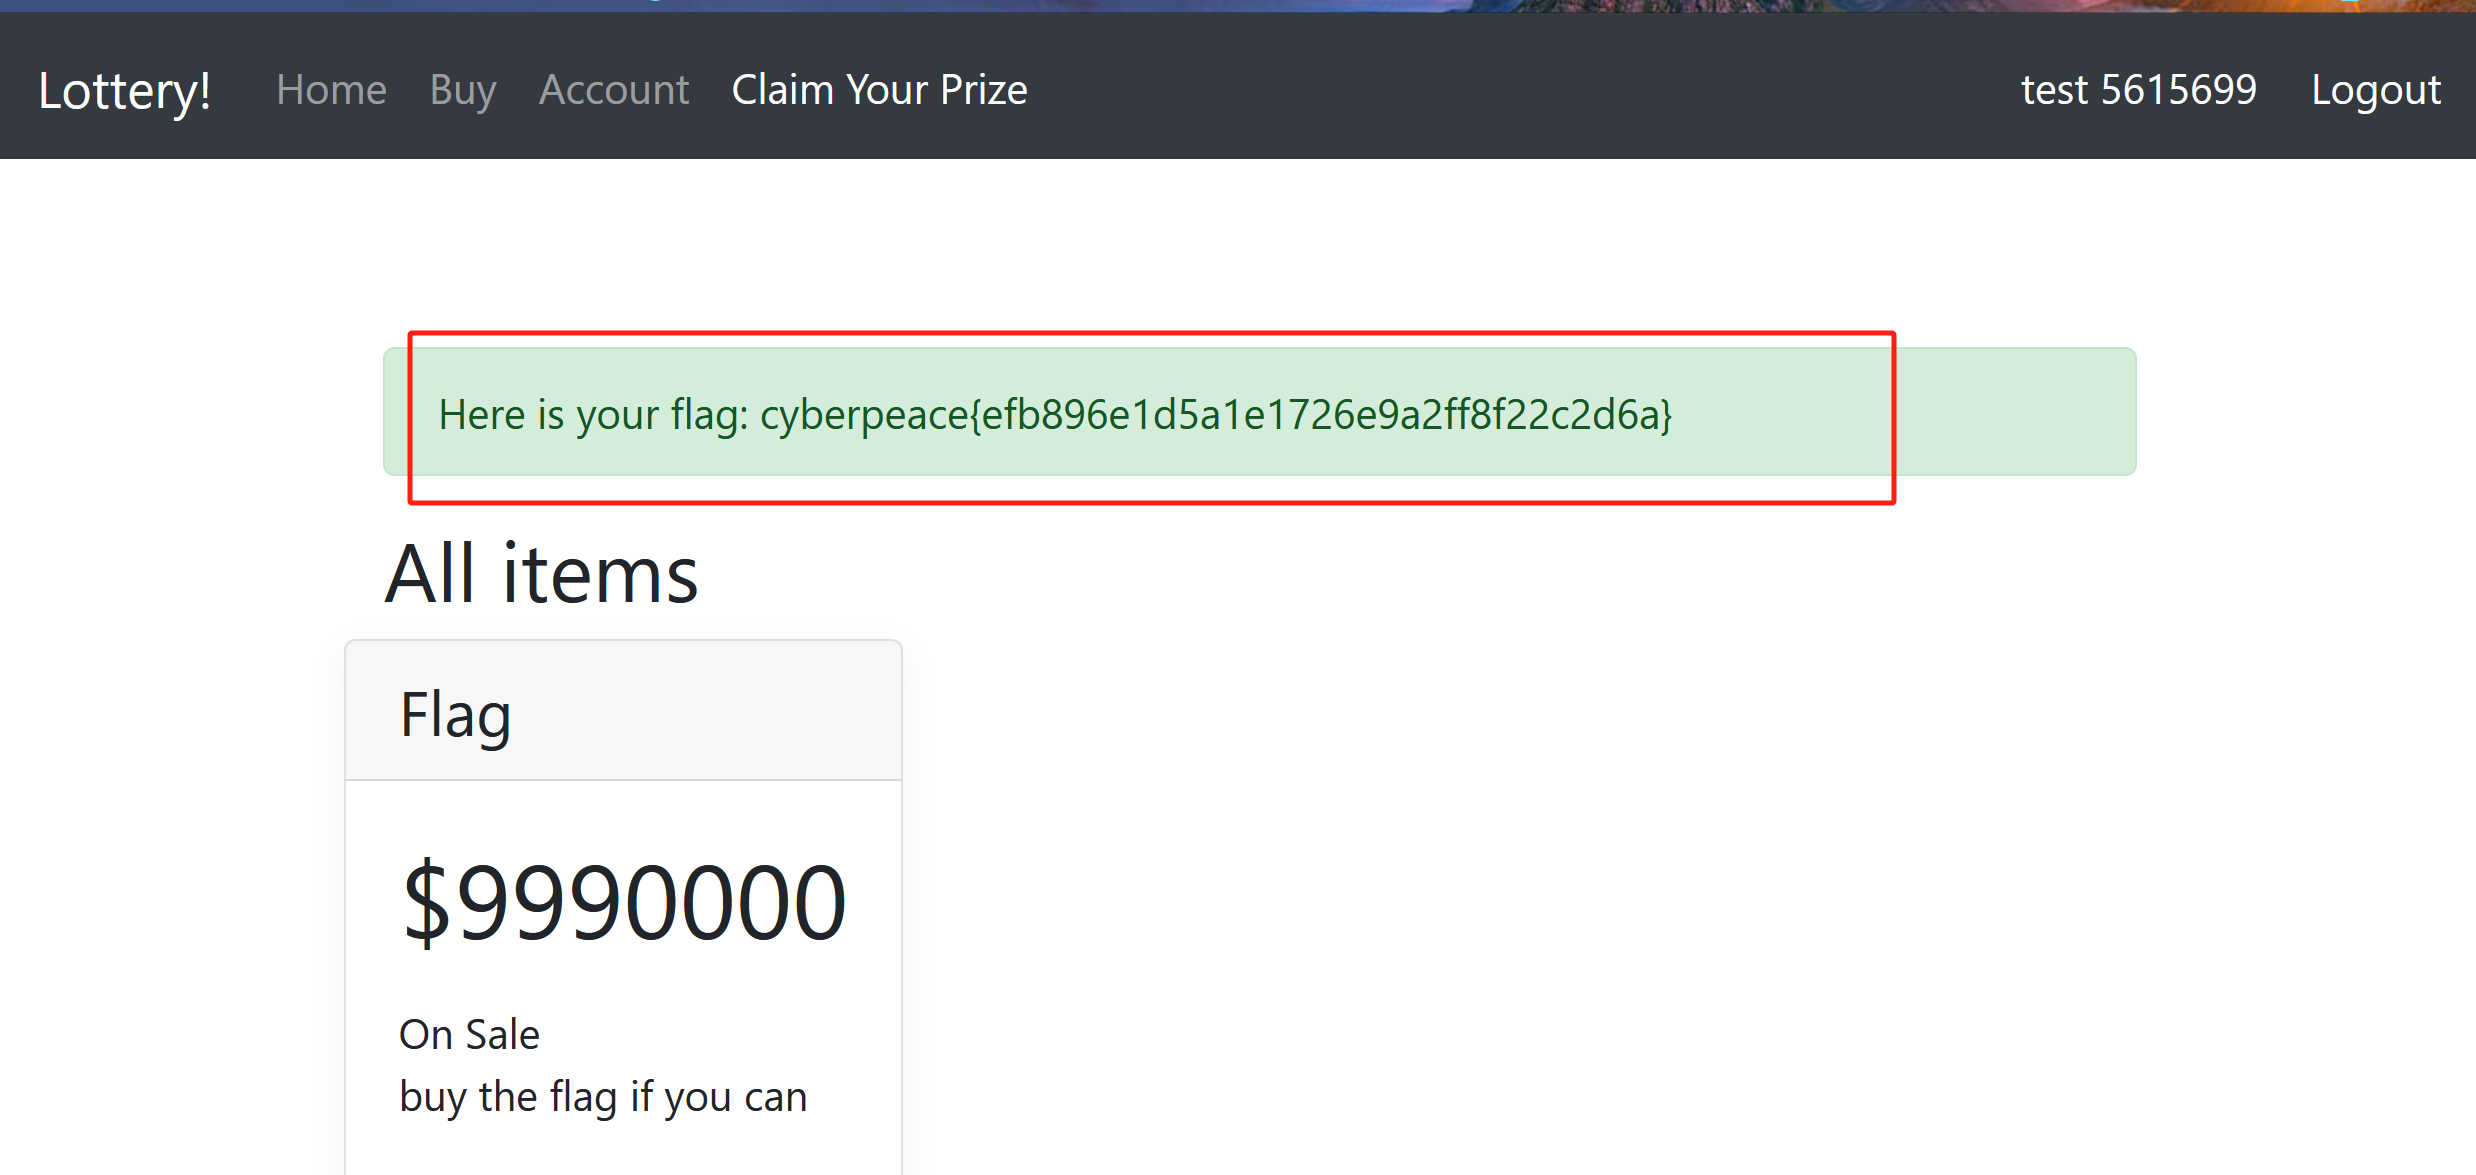 Lottery! Home Buy Account Claim Your Prize test 5615699 Logout
Here is your flag: cyberpeace{efb896e1d5a1e1726e9a2ff8f22c2d6a}
All items
Flag
$9990000
On Sale
buy the flag if you can